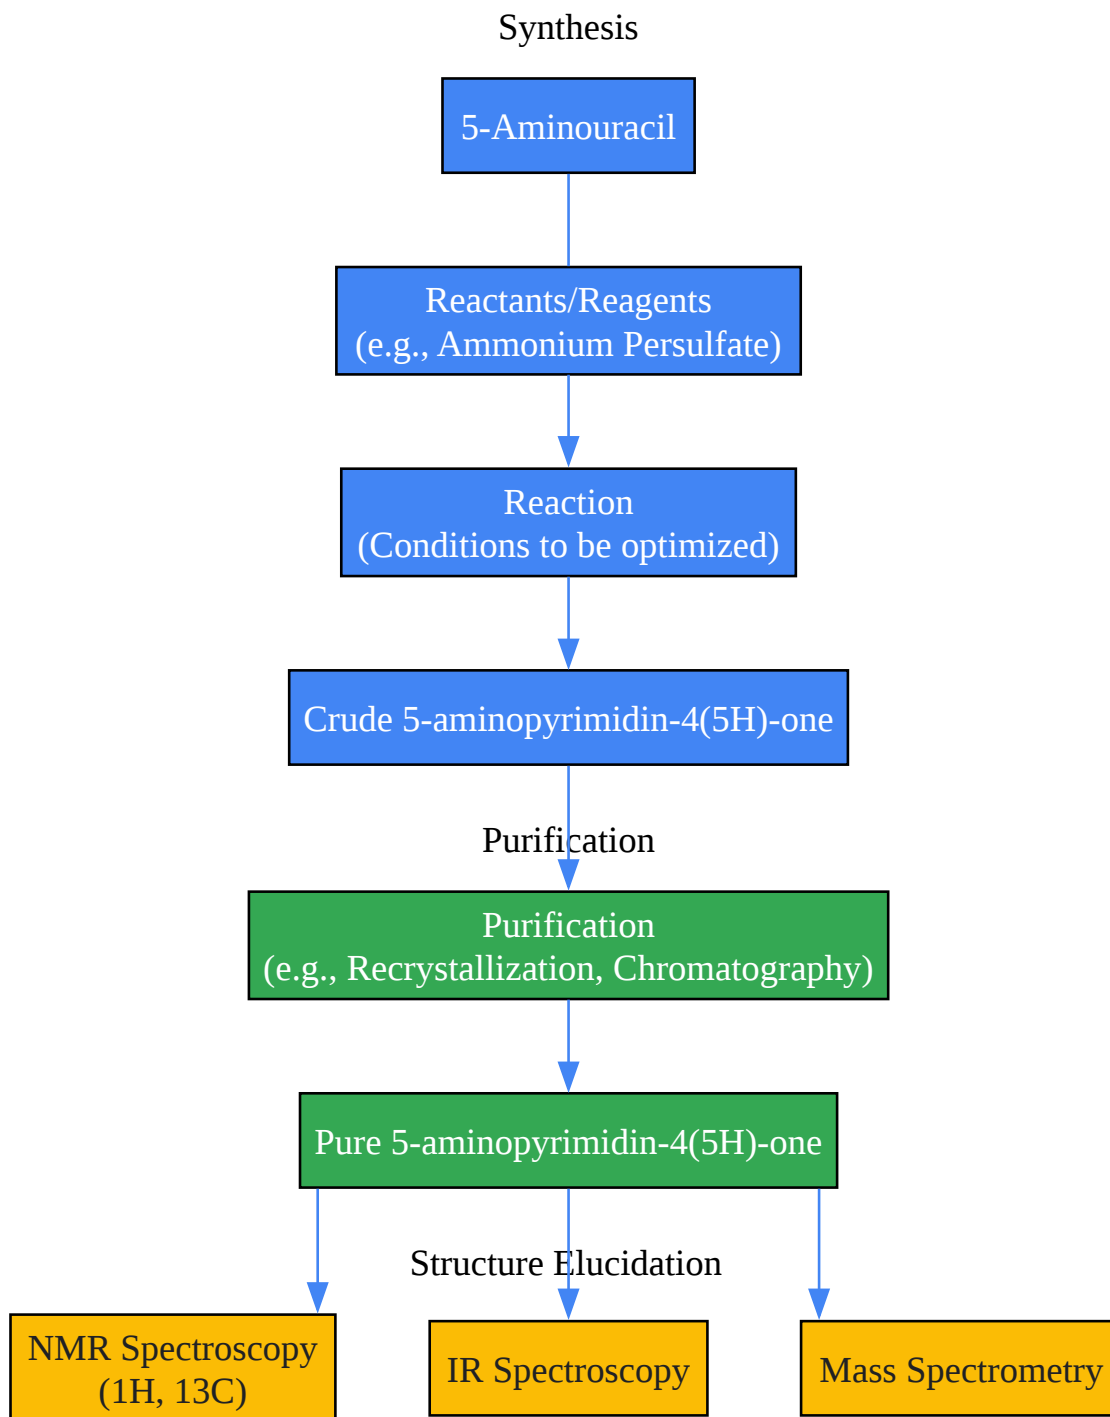 Synthesis
5-Aminouracil
Reactants/Reagents
(e.g., Ammonium Persulfate)
Reaction
(Conditions to be optimized)
Crude 5-aminopyrimidin-4(5H)-one
Purification
Purification
(e.g., Recrystallization, Chromatography)
Pure 5-aminopyrimidin-4(5H)-one
Structure Elucidation
NMR Spectroscopy
(1H, 13C)
IR Spectroscopy
Mass Spectrometry